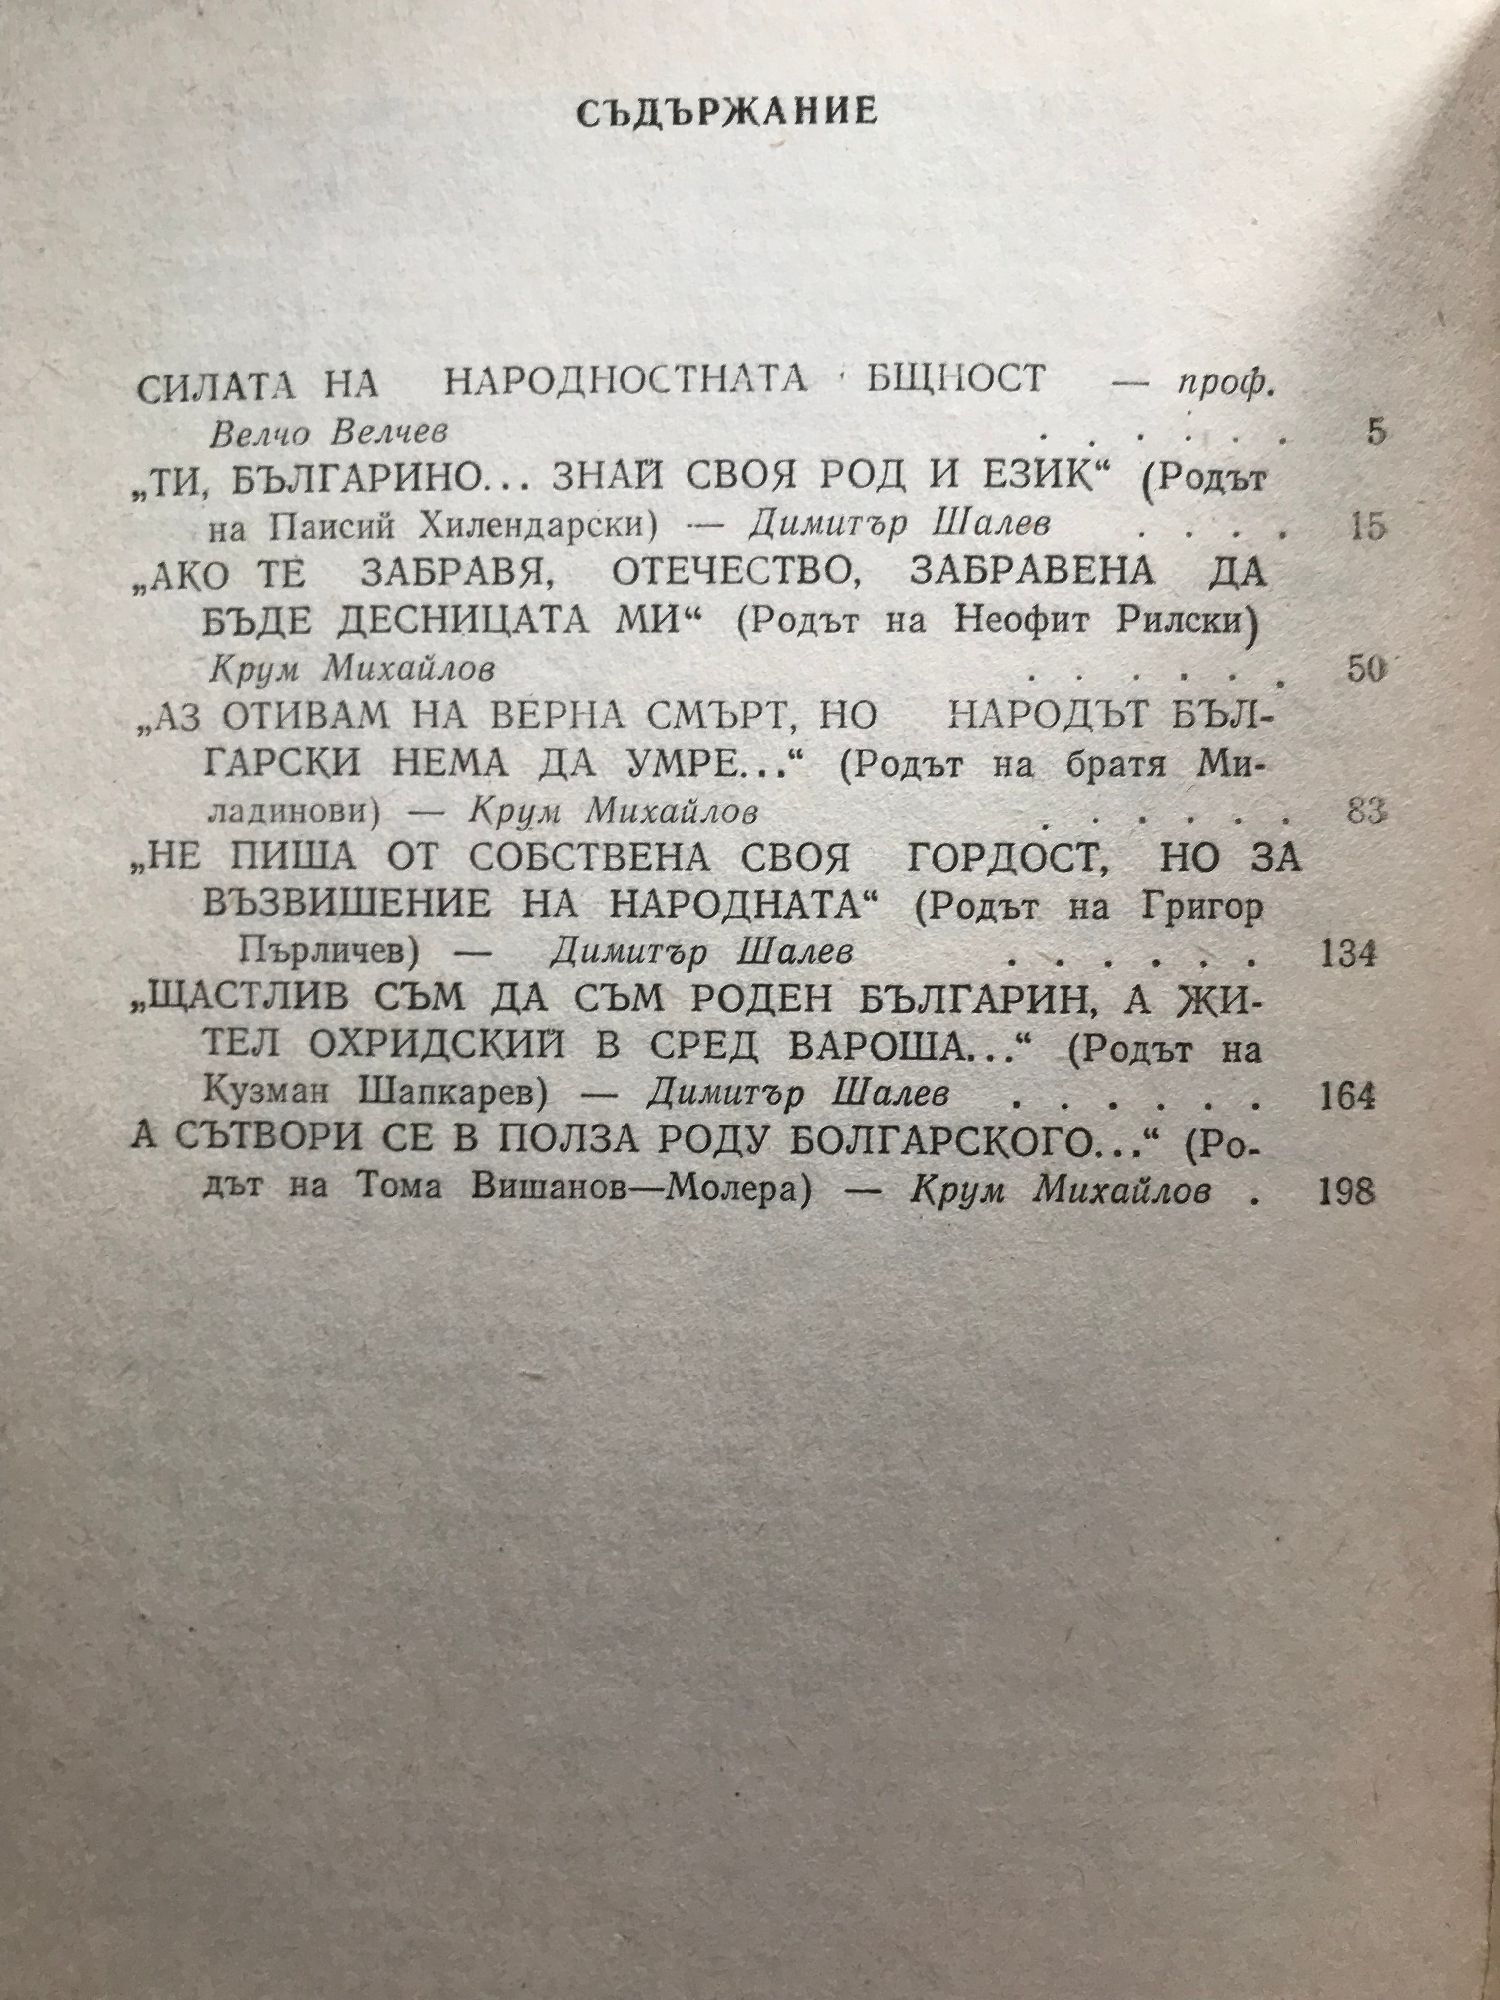 СЪДЪРЖАНИЕ
СИЛАТА НА НАРОДНОСТНАТА БЩНОСТ — проф.
Велчо Велчев . . . . . . 5
„ТИ, БЪЛГАРИНО... ЗНАЙ СВОЯ РОД И ЕЗИК“ (Родът
на Паисий Хилендарски) — Димитър Шалев . . . . 15
„АКО ТЕ ЗАБРАВЯ, ОТЕЧЕСТВО, ЗАБРАВЕНА ДА
БЪДЕ ДЕСНИЦАТА МИ“ (Родът на Неофит Рилски)
Крум Михайлов . . . . . . 50
„АЗ ОТИВАМ НА ВЕРНА СМЪРТ, НО НАРОДЪТ БЪЛ-
ГАРСКИ НЕМА ДА УМРЕ...“ (Родът на братя Ми-
ладинови) — Крум Михайлов . . . . . . 83
„НЕ ПИША ОТ СОБСТВЕНА СВОЯ ГОРДОСТ, НО ЗА
ВЪЗВИШЕНИЕ НА НАРОДНАТА“ (Родът на Григор
Пърличев) — Димитър Шалев . . . . . . 134
„ЩАСТЛИВ СЪМ ДА СЪМ РОДЕН БЪЛГАРИН, А ЖИ-
ТЕЛ ОХРИДСКИЙ В СРЕД ВАРОША...“ (Родът на
Кузман Шапкарев) — Димитър Шалев . . . . . . 164
А СЪТВОРИ СЕ В ПОЛЗА РОДУ БОЛГАРСКОГО...“ (Ро-
дът на Тома Вишанов—Молера) — Крум Михайлов . 198